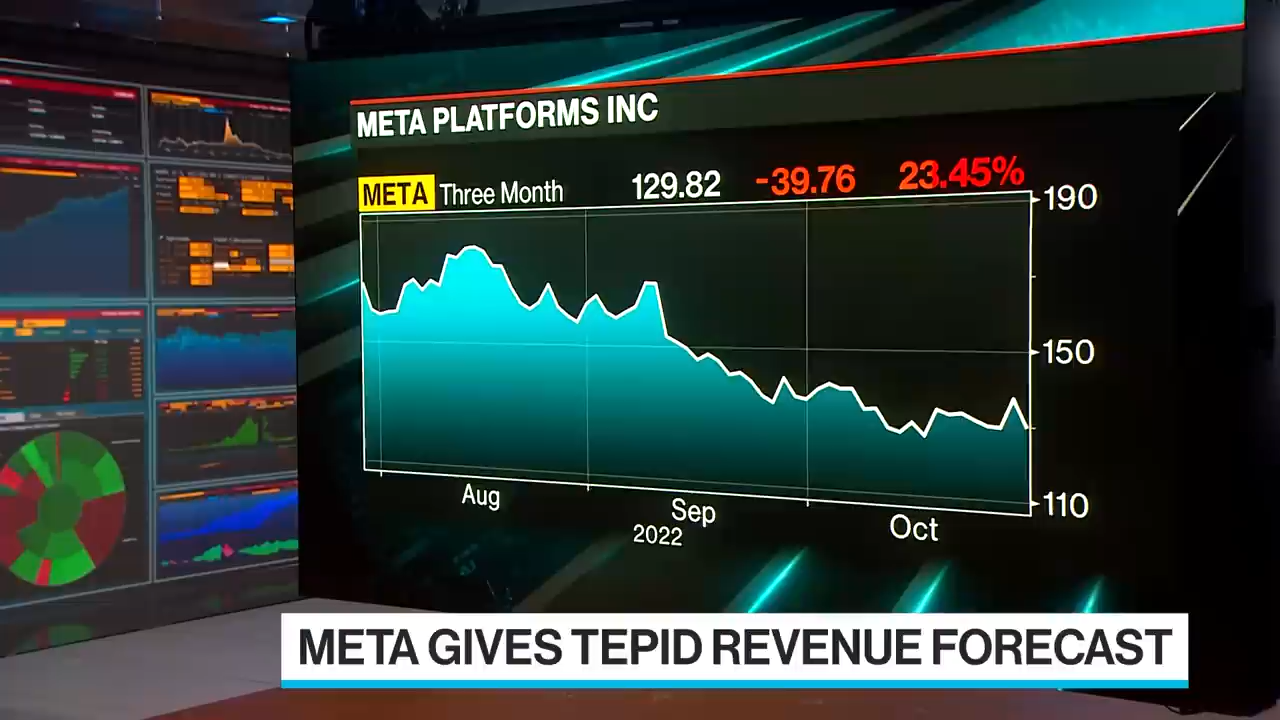 META PLATFORMS INC
META Three Month 129.82 -39.76 23.45%
190
150
110
Aug Sep Oct
2022
META GIVES TEPID REVENUE FORECAST